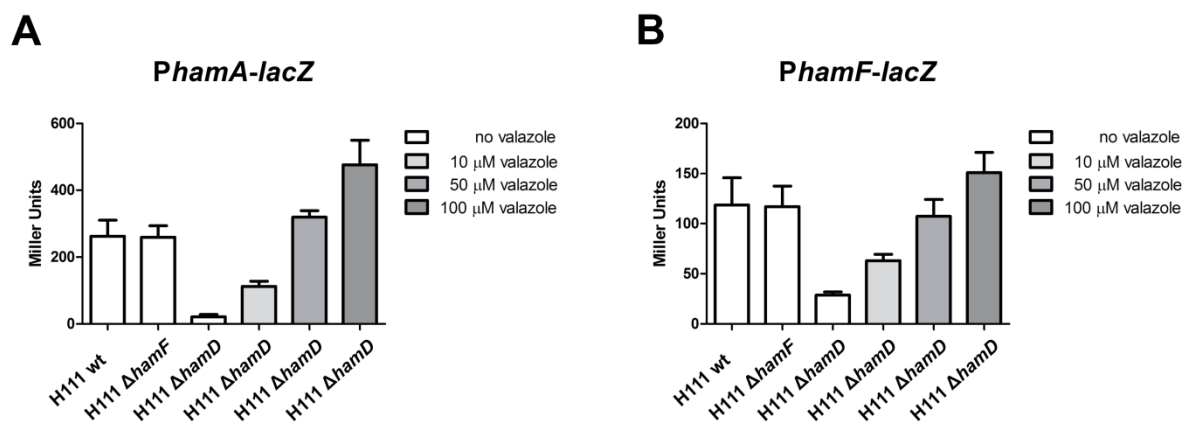 A
PhamA-lacZ
600
400
200
0
Miller Units
H111 wt
H111 ΔhamF
H111 ΔhamD
H111 ΔhamD
H111 ΔhamD
H111 ΔhamD
no valazole
10 μM valazole
50 μM valazole
100 μM valazole
B
PhamF-lacZ
200
150
100
50
0
Miller Units
H111 wt
H111 ΔhamF
H111 ΔhamD
H111 ΔhamD
H111 ΔhamD
H111 ΔhamD
no valazole
10 μM valazole
50 μM valazole
100 μM valazole